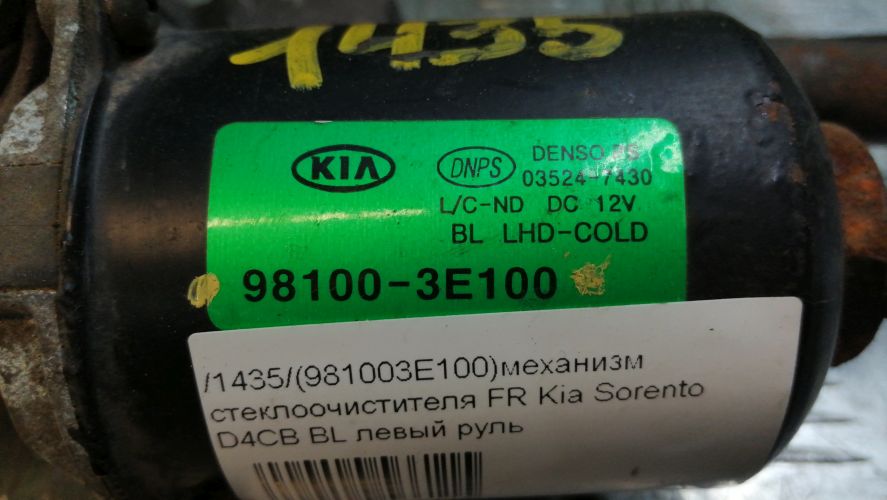 1435
KIA DNPS DENSO PS
03524-7430
L/C-ND DC 12V
BL LHD-COLD
98100-3E100
/1435/(981003E100)механизм
стеклоочистителя FR Kia Sorento
D4CB BL левый руль